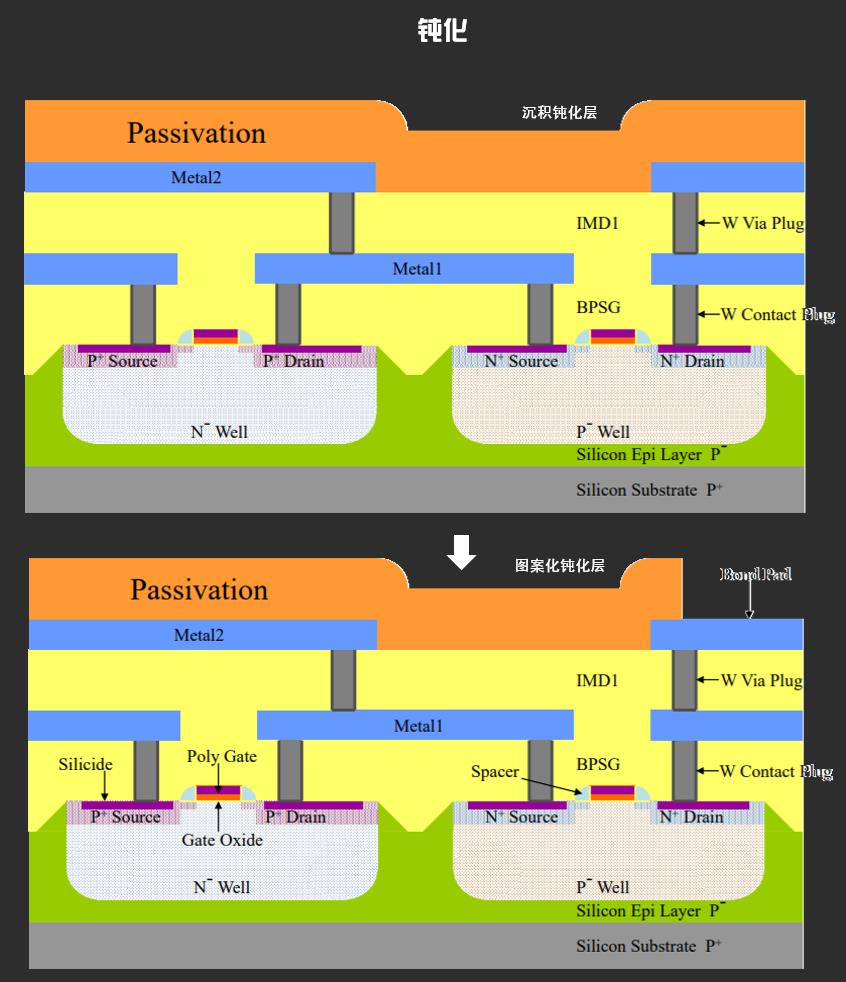 钝化
沉积钝化层
Passivation
Metal2
IMD1
W Via Plug
Metal1
BPSG
W Contact Plug
P⁺ Source
P⁺ Drain
N⁺ Source
N⁺ Drain
N⁻ Well
P⁻ Well
Silicon Epi Layer P⁻
Silicon Substrate P⁺
图案化钝化层
Bond Pad
Passivation
Metal2
IMD1
W Via Plug
Metal1
Silicide
Poly Gate
Spacer
BPSG
W Contact Plug
P⁺ Source
P⁺ Drain
N⁺ Source
N⁺ Drain
Gate Oxide
N⁻ Well
P⁻ Well
Silicon Epi Layer P⁻
Silicon Substrate P⁺